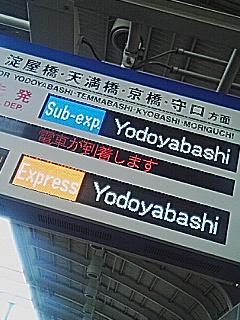 淀屋橋・天満橋・京橋・守口方面
FOR YODOYABASHI・TEMMABASHI・KYOBASHI・MORIGUCHI
先発
DEP.
Sub-exp Yodoyabashi
電車が到着します
Express Yodoyabashi